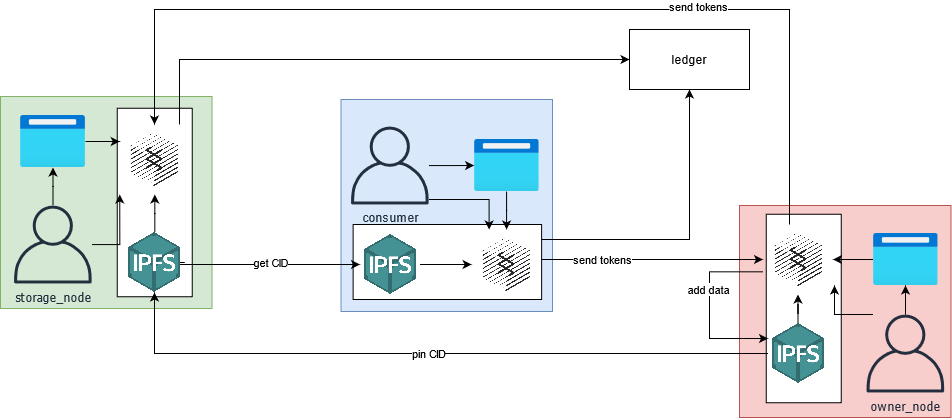 send tokens
ledger
consumer
IPFS
storage_node
IPFS
get CID
send tokens
add data
pin CID
IPFS
owner_node